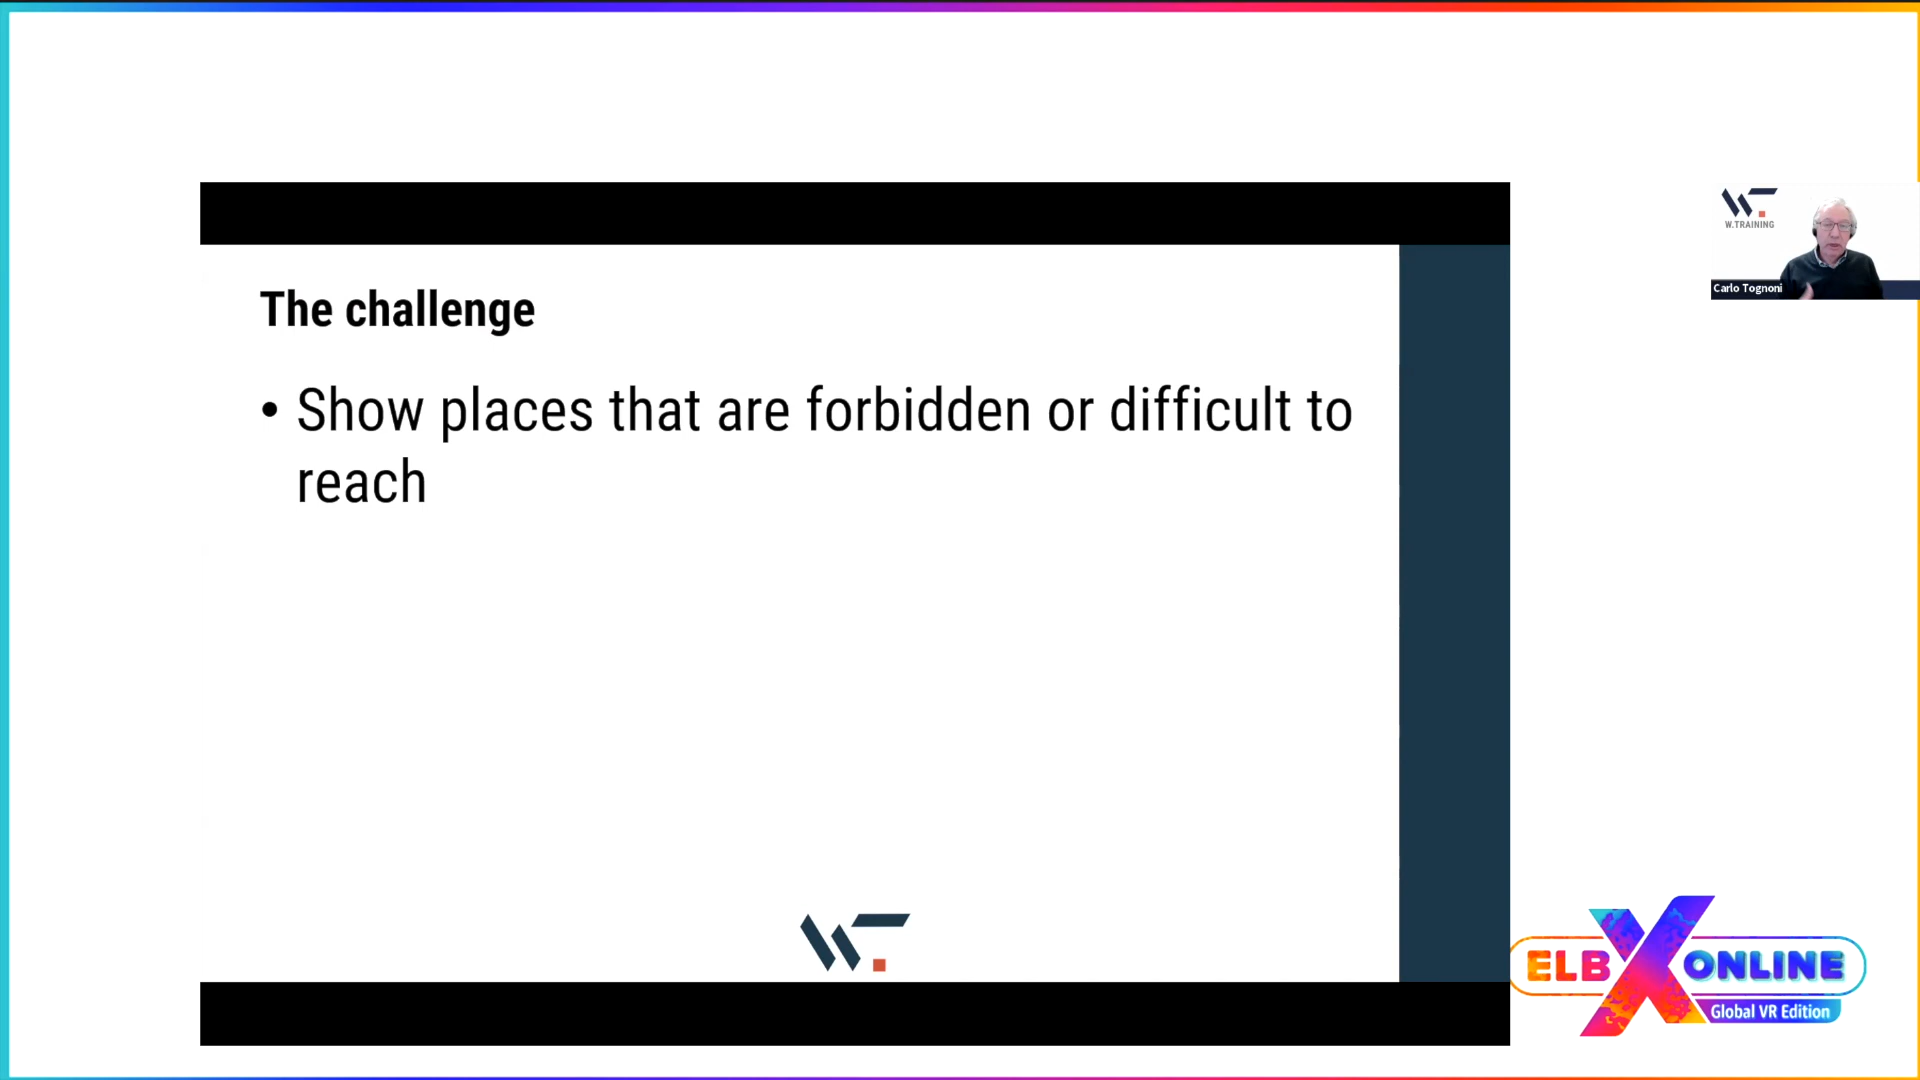 The challenge
• Show places that are forbidden or difficult to
reach
W.TRAINING
Carlo Tognoni
ELB X ONLINE
Global VR Edition